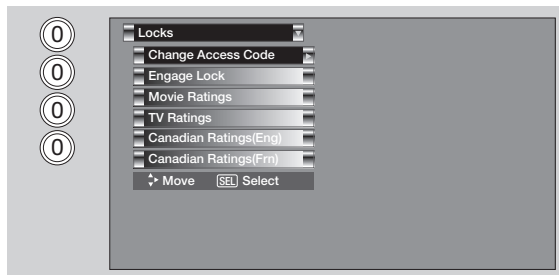 0
0
0
0
Locks
Change Access Code
Engage Lock
Movie Ratings
TV Ratings
Canadian Ratings(Eng)
Canadian Ratings(Frn)
Move SEL Select